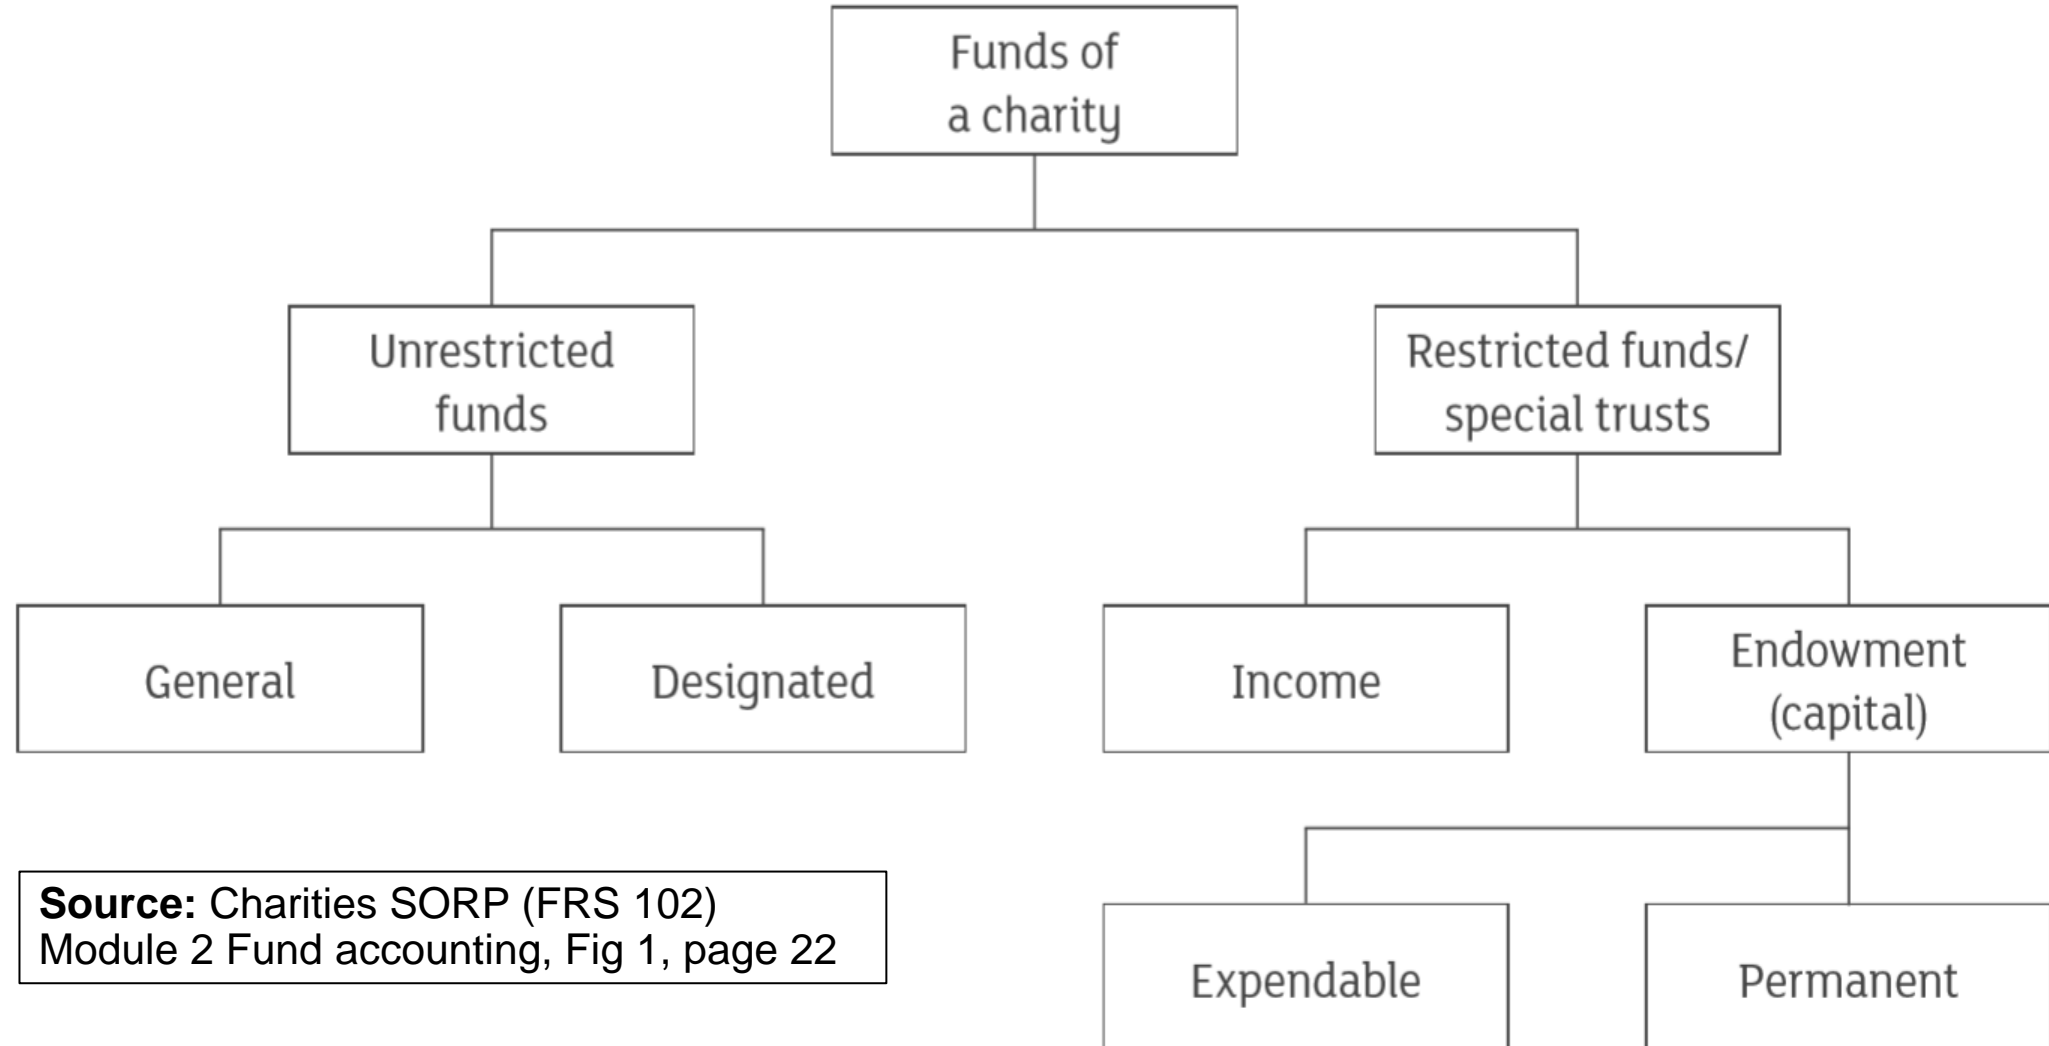 Funds of
a charity
Unrestricted
funds
Restricted funds/
special trusts
General
Designated
Income
Endowment
(capital)
Source: Charities SORP (FRS 102)
Module 2 Fund accounting, Fig 1, page 22
Expendable
Permanent